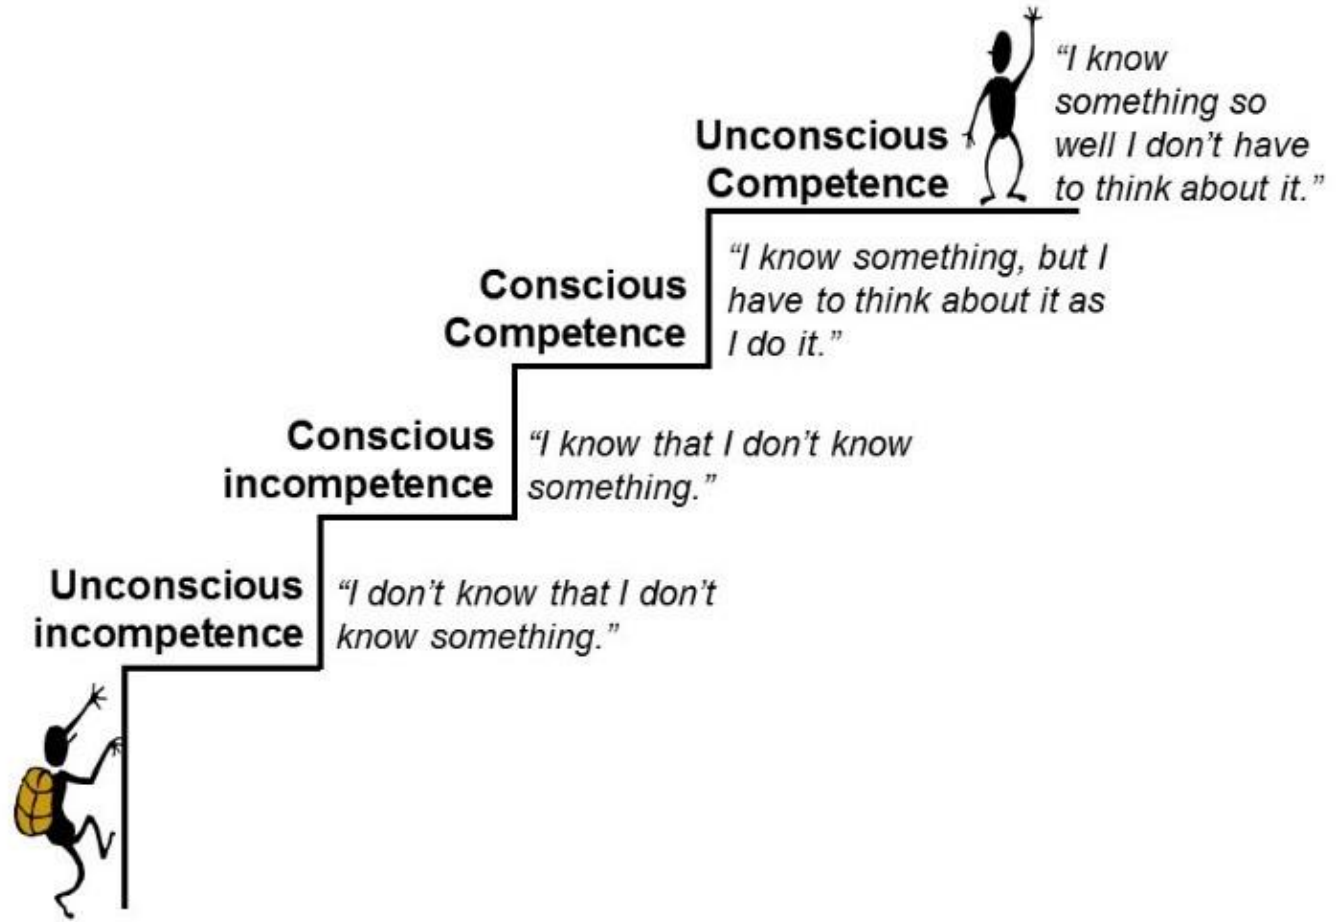 Unconscious
Competence
“I know
something so
well I don’t have
to think about it.”
Conscious
Competence
“I know something, but I
have to think about it as
I do it.”
Conscious
incompetence
“I know that I don’t know
something.”
Unconscious
incompetence
“I don’t know that I don’t
know something.”